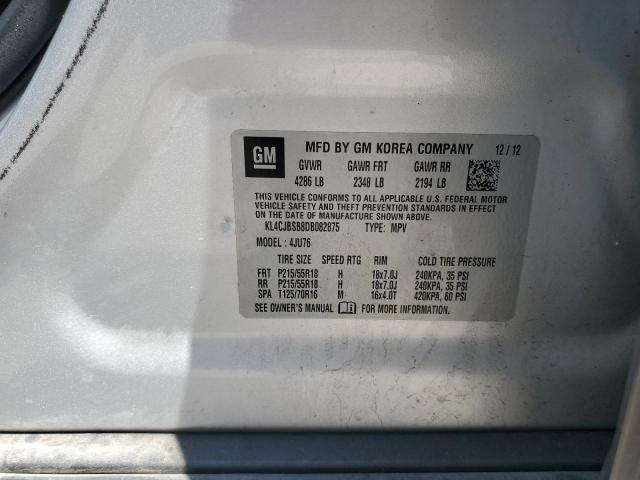 GM MFD BY GM KOREA COMPANY 12/12
GVWR GAWR FRT GAWR RR
4286 LB 2348 LB 2194 LB
THIS VEHICLE CONFORMS TO ALL APPLICABLE U.S. FEDERAL MOTOR
VEHICLE SAFETY AND THEFT PREVENTION STANDARDS IN EFFECT
ON THE DATE OF MANUFACTURE SHOWN ABOVE.
KL4CJBSB8DB082875 TYPE: MPV
MODEL: 4JU76
TIRE SIZE SPEED RTG RIM COLD TIRE PRESSURE
FRT P215/55R18 H 18x7.0J 240KPA, 35 PSI
RR P215/55R18 H 18x7.0J 240KPA, 35 PSI
SPA T125/70R16 M 16x4.0T 420KPA, 60 PSI
SEE OWNER'S MANUAL FOR MORE INFORMATION.